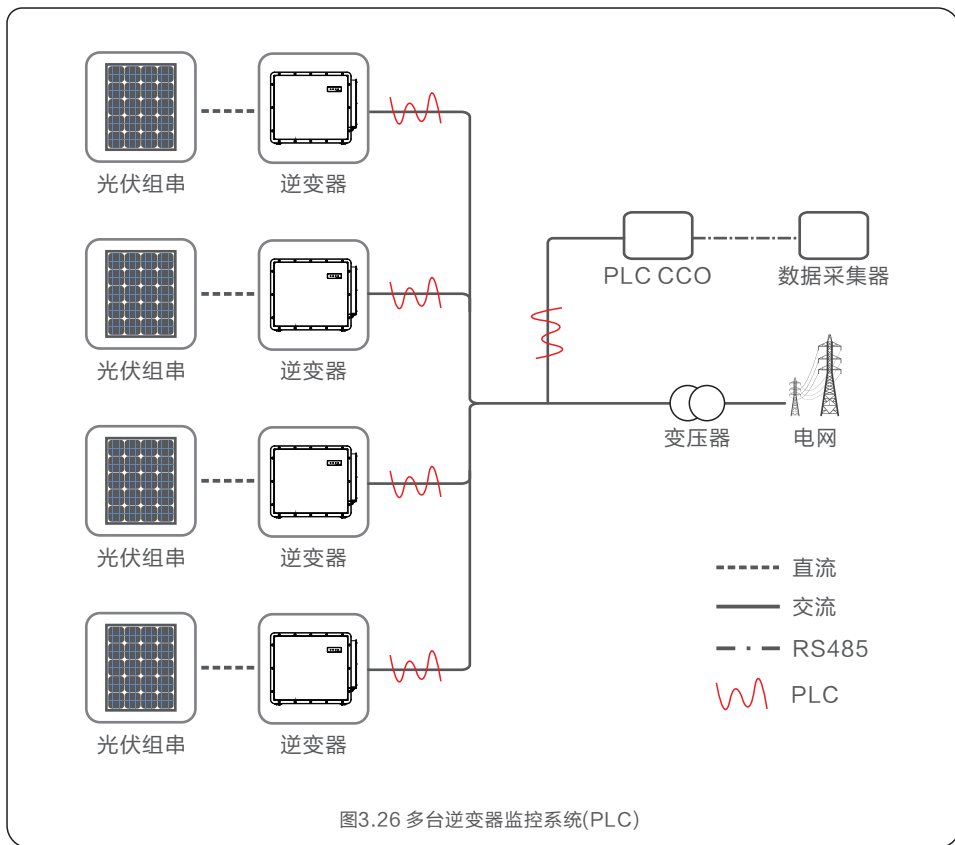 光伏组串
逆变器
光伏组串
逆变器
光伏组串
逆变器
光伏组串
逆变器
PLC CCO
数据采集器
变压器
电网
直流
交流
RS485
PLC
图3.26 多台逆变器监控系统(PLC)